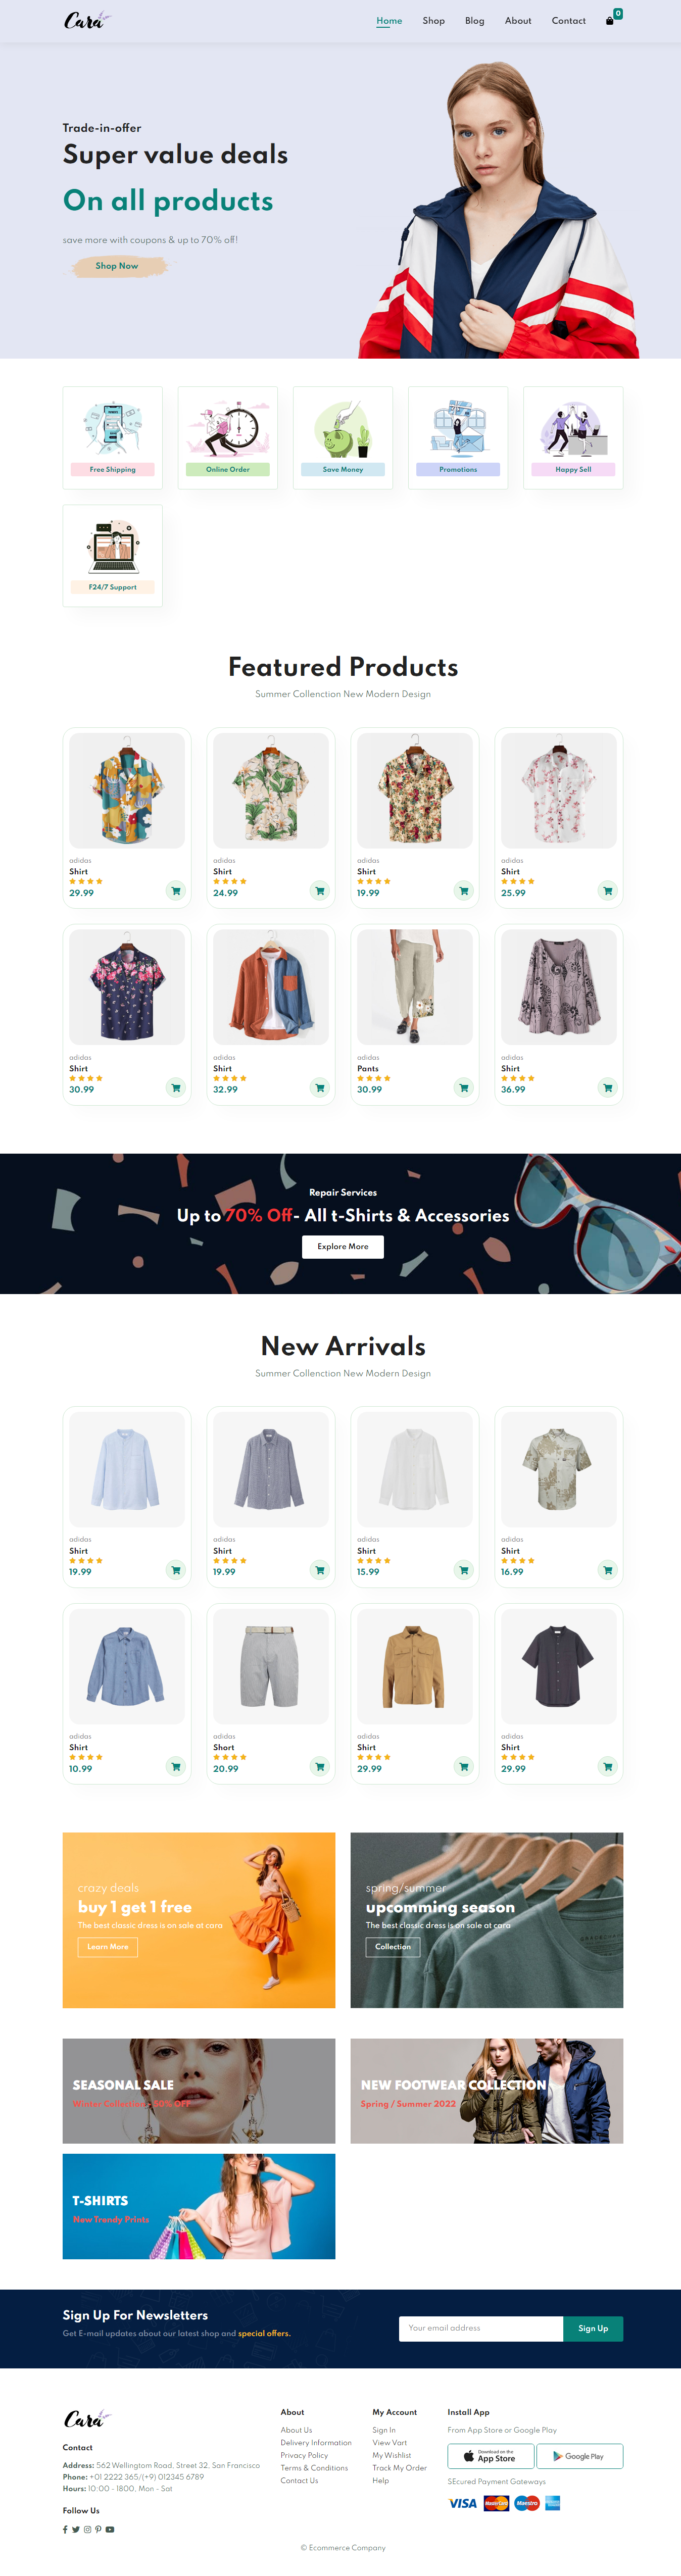 Cara
Home
Shop
Blog
About
Contact
0
Trade-in-offer
Super value deals
On all products
save more with coupons & up to 70% off!
Shop Now
Free Shipping
Online Order
Save Money
Promotions
Happy Sell
F24/7 Support
Featured Products
Summer Collenction New Modern Design
adidas
Shirt
29.99
adidas
Shirt
24.99
adidas
Shirt
19.99
adidas
Shirt
25.99
adidas
Shirt
30.99
adidas
Shirt
32.99
adidas
Pants
30.99
adidas
Shirt
36.99
Repair Services
Up to 70% Off- All t-Shirts & Accessories
Explore More
New Arrivals
Summer Collenction New Modern Design
adidas
Shirt
19.99
adidas
Shirt
19.99
adidas
Shirt
15.99
adidas
Shirt
16.99
adidas
Shirt
10.99
adidas
Short
20.99
adidas
Shirt
29.99
adidas
Shirt
29.99
crazy deals
buy 1 get 1 free
The best classic dress is on sale at cara
Learn More
spring/summer
upcomming season
The best classic dress is on sale at cara
Collection
SEASONAL SALE
Winter Collection -50% OFF
NEW FOOTWEAR COLLECTION
Spring / Summer 2022
T-SHIRTS
New Trendy Prints
Sign Up For Newsletters
Get E-mail updates about our latest shop and special offers.
Your email address
Sign Up
Cara
Contact
Address: 562 Wellingtom Road, Street 32, San Francisco
Phone: +01 2222 365/(+9) 012345 6789
Hours: 10:00 - 1800, Mon - Sat
Follow Us
About
About Us
Delivery Information
Privacy Policy
Terms & Conditions
Contact Us
My Account
Sign In
View Vart
My Wishlist
Track My Order
Help
Install App
From App Store or Google Play
Download on the
App Store
Google Play
SEcured Payment Gateways
VISA
MasterCard
Maestro
© Ecommerce Company